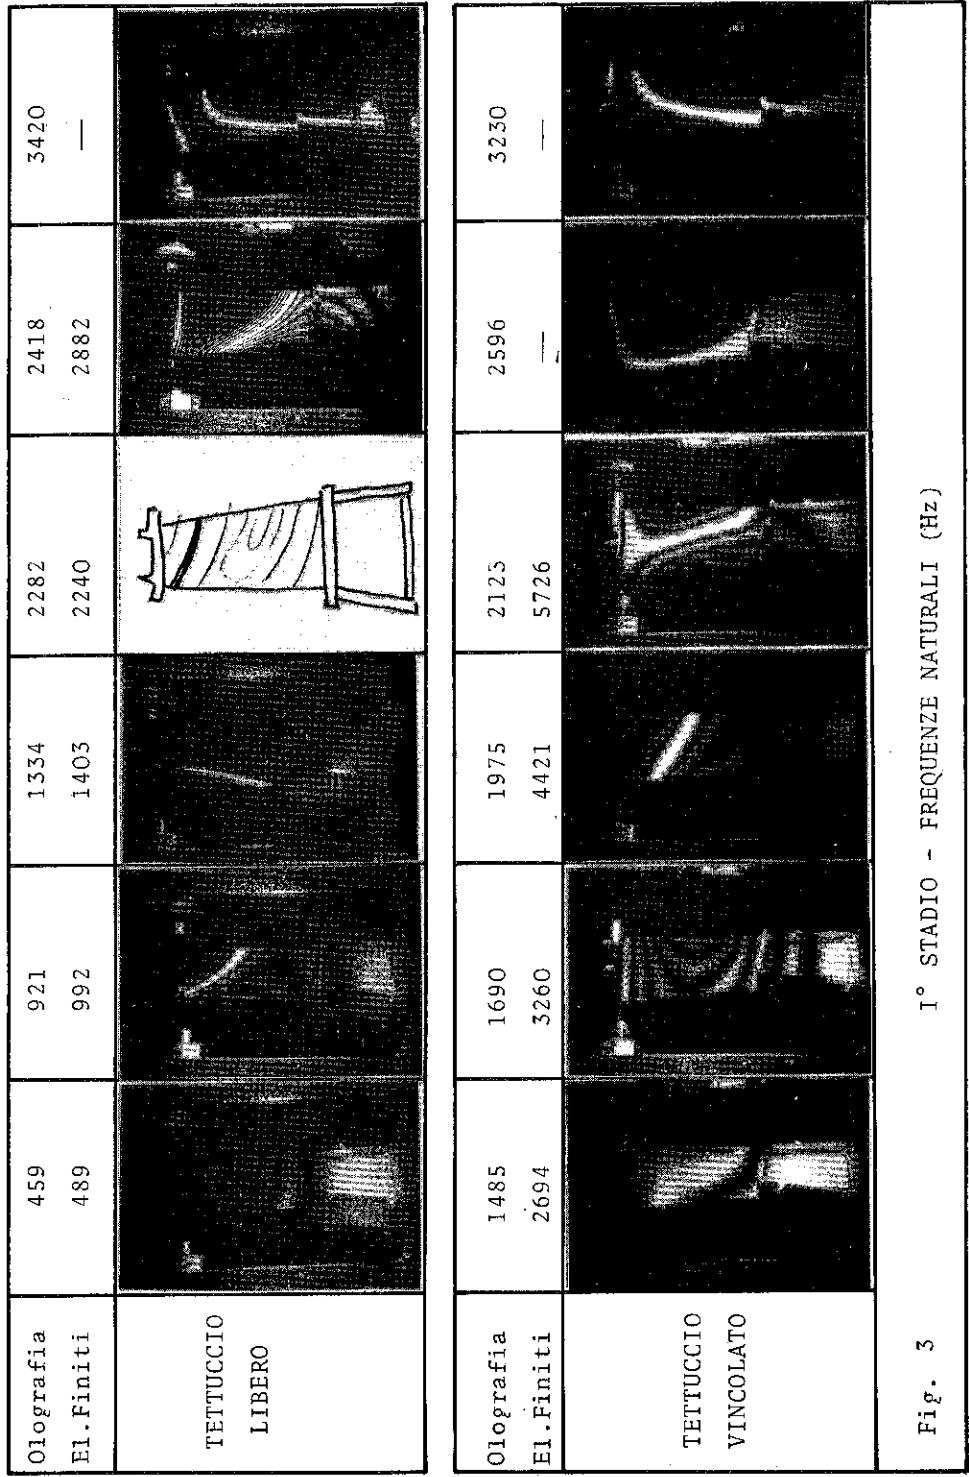 Olografia 459 921 1334 2282 2418 3420
El.Finiti 489 992 1403 2240 2882 —
TETTUCCIO
LIBERO
Olografia 1485 1690 1975 2125 2596 3230
El.Finiti 2694 3260 4421 5726 — —
TETTUCCIO
VINCOLATO
Fig. 3 I° STADIO - FREQUENZE NATURALI (Hz)